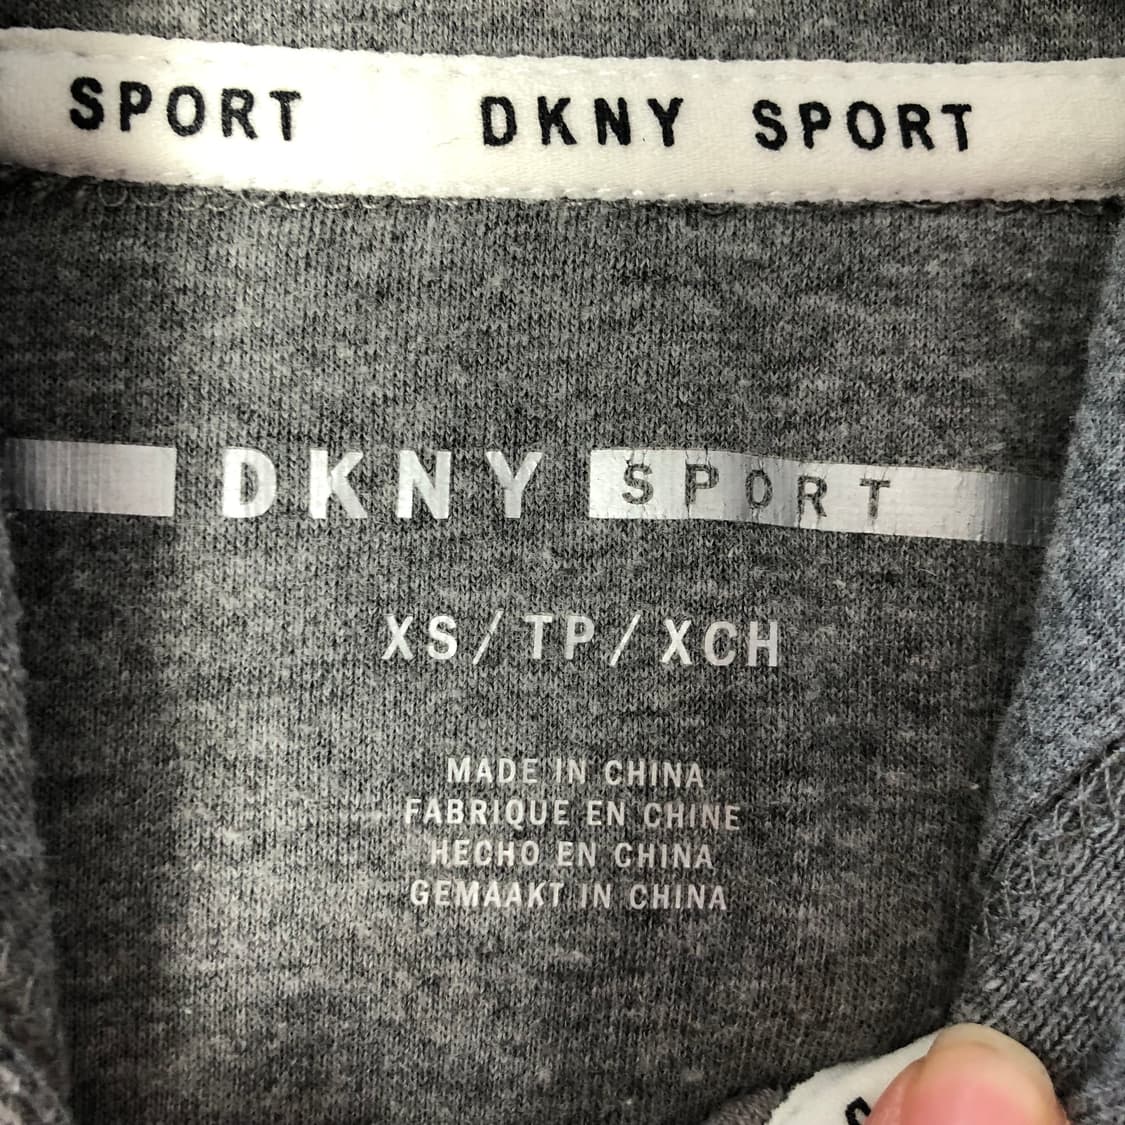 SPORT DKNY SPORT
DKNY SPORT
XS/TP/XCH
MADE IN CHINA
FABRIQUE EN CHINE
HECHO EN CHINA
GEMAAKT IN CHINA